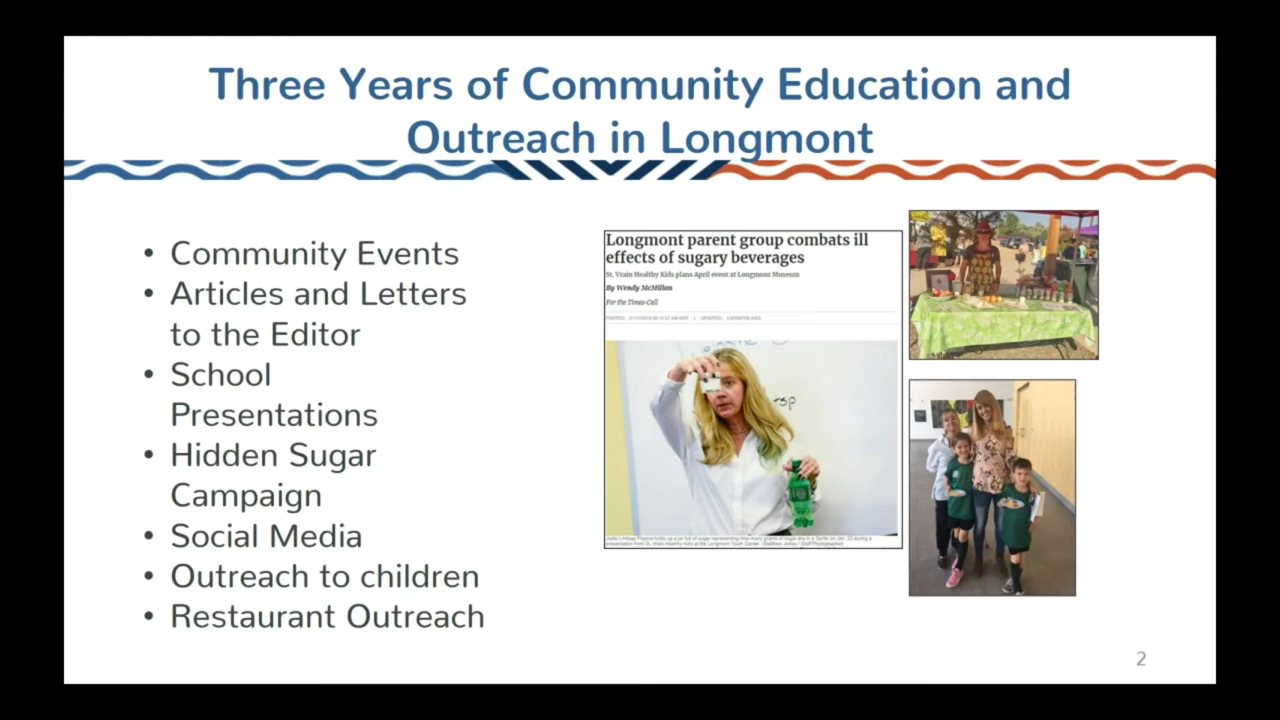 Three Years of Community Education and
Outreach in Longmont
• Community Events
• Articles and Letters
to the Editor
• School
Presentations
• Hidden Sugar
Campaign
• Social Media
• Outreach to children
• Restaurant Outreach
Longmont parent group combats ill
effects of sugary beverages
St. Vrain Healthy Kids plans April event at Longmont Museum
By Wendy McMillan
For the Times-Call
tsp
2